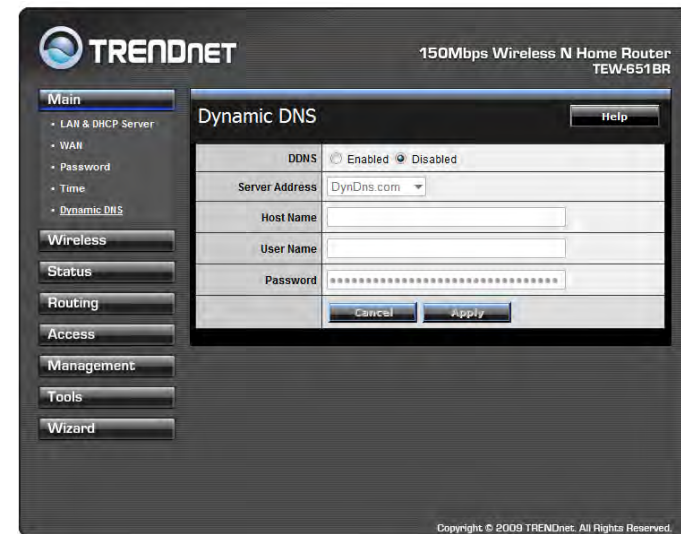 TRENDNET
150Mbps Wireless N Home Router
TEW-651BR
Main
• LAN & DHCP Server
• WAN
• Password
• Time
• Dynamic DNS
Wireless
Status
Routing
Access
Management
Tools
Wizard
Dynamic DNS
Help
DDNS Enabled Disabled
Server Address DynDns.com
Host Name
User Name
Password
Cancel Apply
Copyright © 2009 TRENDnet. All Rights Reserved.